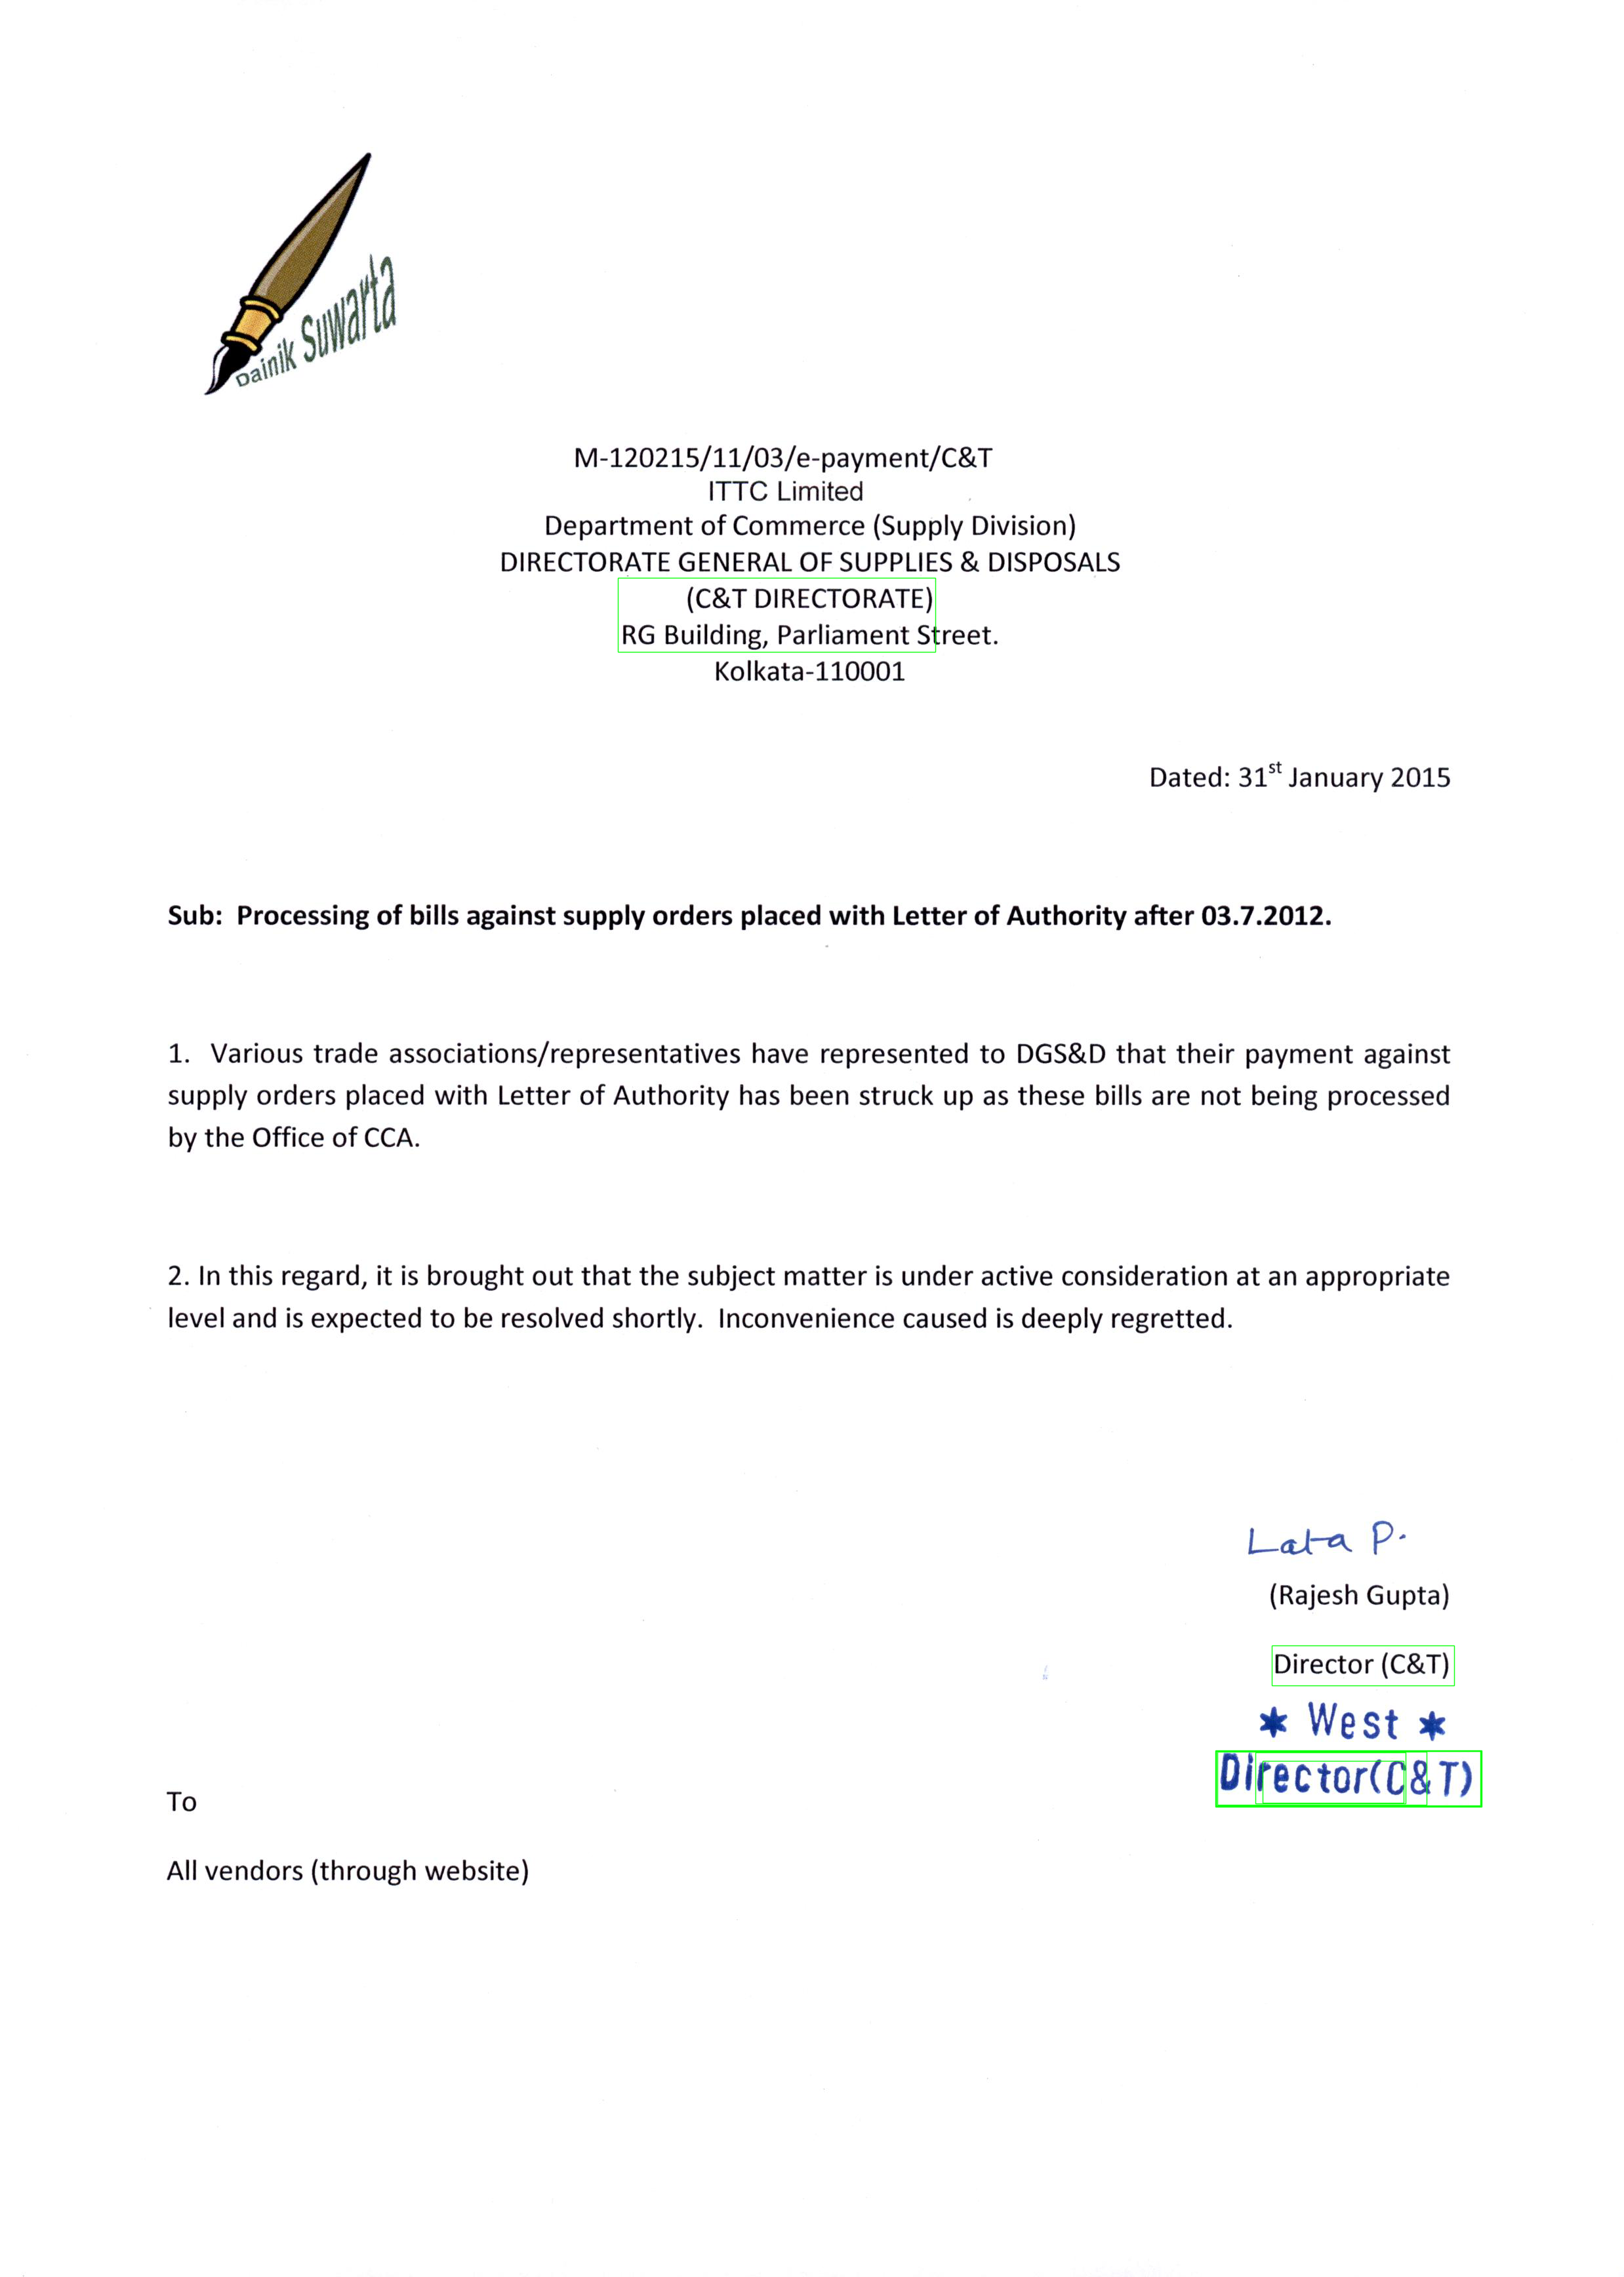 Dainik Suwarta
M-120215/11/03/e-payment/C&T
ITTC Limited
Department of Commerce (Supply Division)
DIRECTORATE GENERAL OF SUPPLIES & DISPOSALS
(C&T DIRECTORATE)
RG Building, Parliament Street.
Kolkata-110001
Dated: 31st January 2015
Sub: Processing of bills against supply orders placed with Letter of Authority after 03.7.2012.
1. Various trade associations/representatives have represented to DGS&D that their payment against
supply orders placed with Letter of Authority has been struck up as these bills are not being processed
by the Office of CCA.
2. In this regard, it is brought out that the subject matter is under active consideration at an appropriate
level and is expected to be resolved shortly. Inconvenience caused is deeply regretted.
Lata P.
(Rajesh Gupta)
Director (C&T)
* West *
Director(C&T)
To
All vendors (through website)